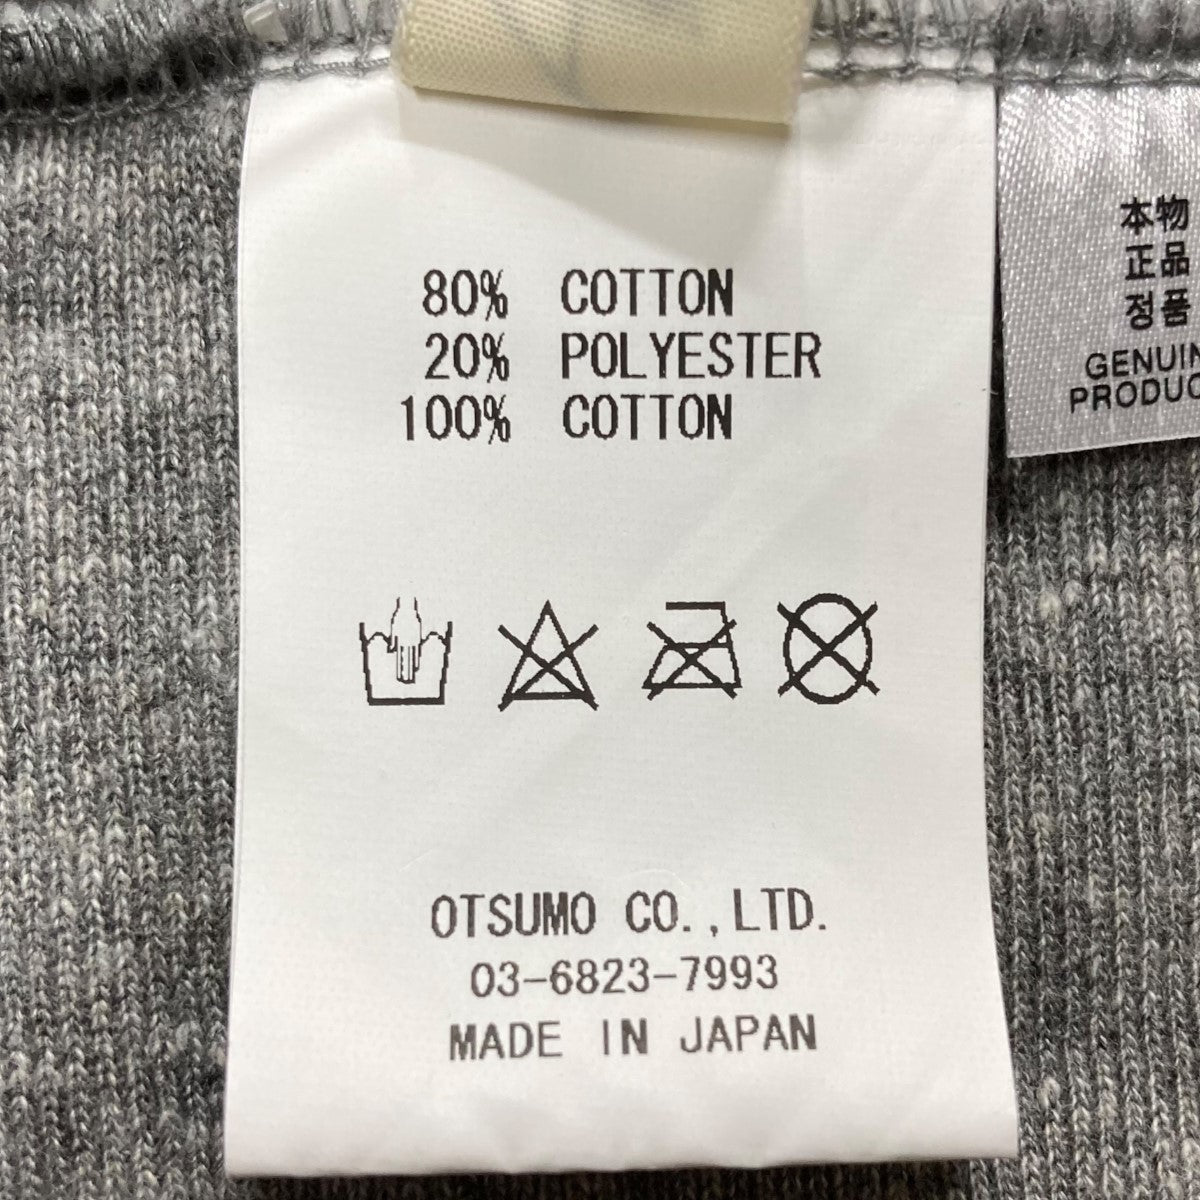 80% COTTON
20% POLYESTER
100% COTTON
OTSUMO CO.,LTD.
03-6823-7993
MADE IN JAPAN
本物
正品
정품
GENUIN
PRODUC